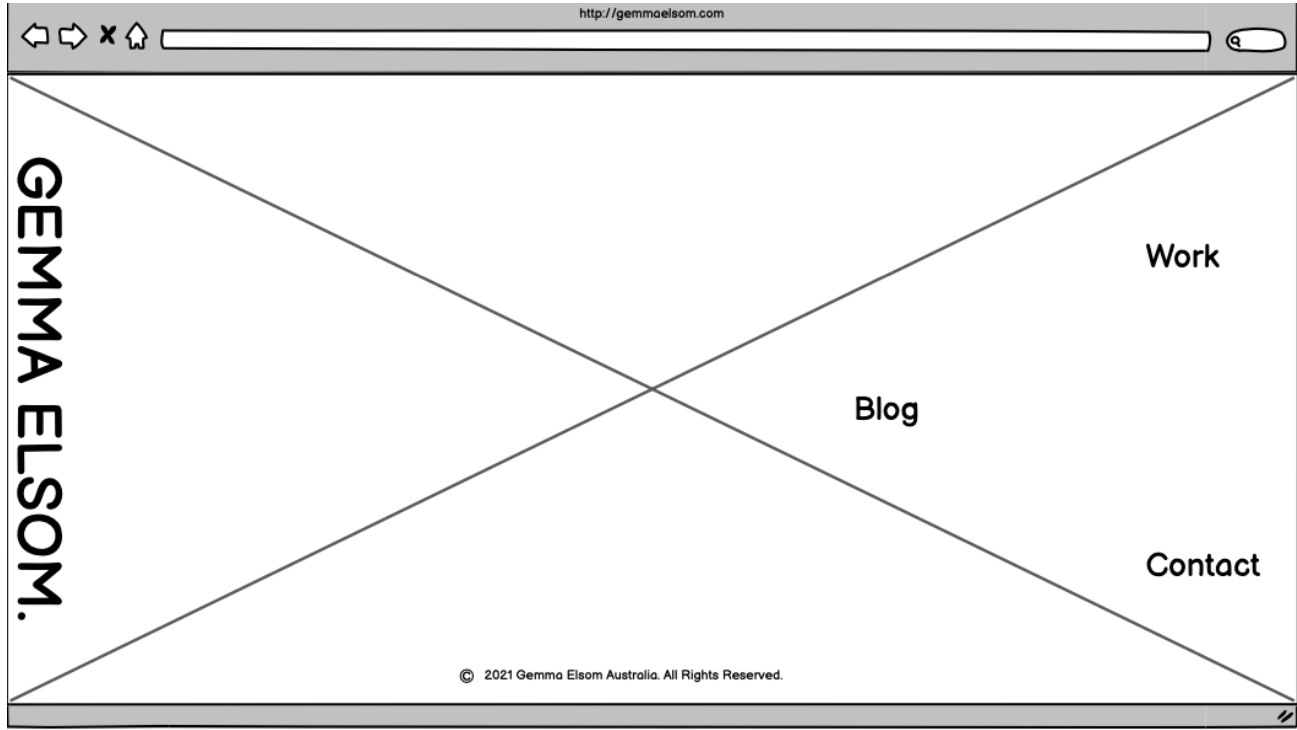 http://gemmaelsom.com
GEMMA ELSOM.
Work
Blog
Contact
© 2021 Gemma Elsom Australia. All Rights Reserved.